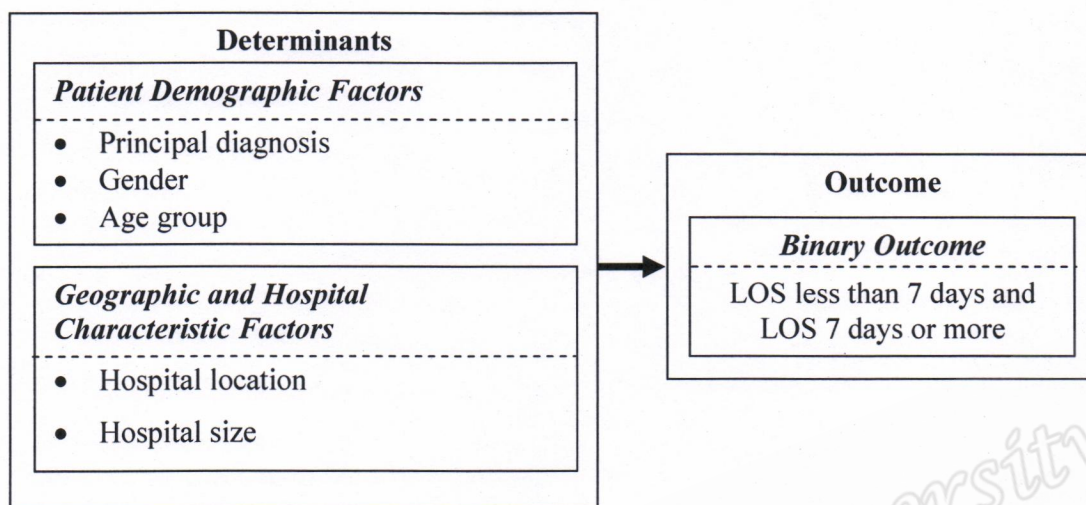 Determinants
Patient Demographic Factors
• Principal diagnosis
• Gender
• Age group
Geographic and Hospital
Characteristic Factors
• Hospital location
• Hospital size
Outcome
Binary Outcome
LOS less than 7 days and
LOS 7 days or more